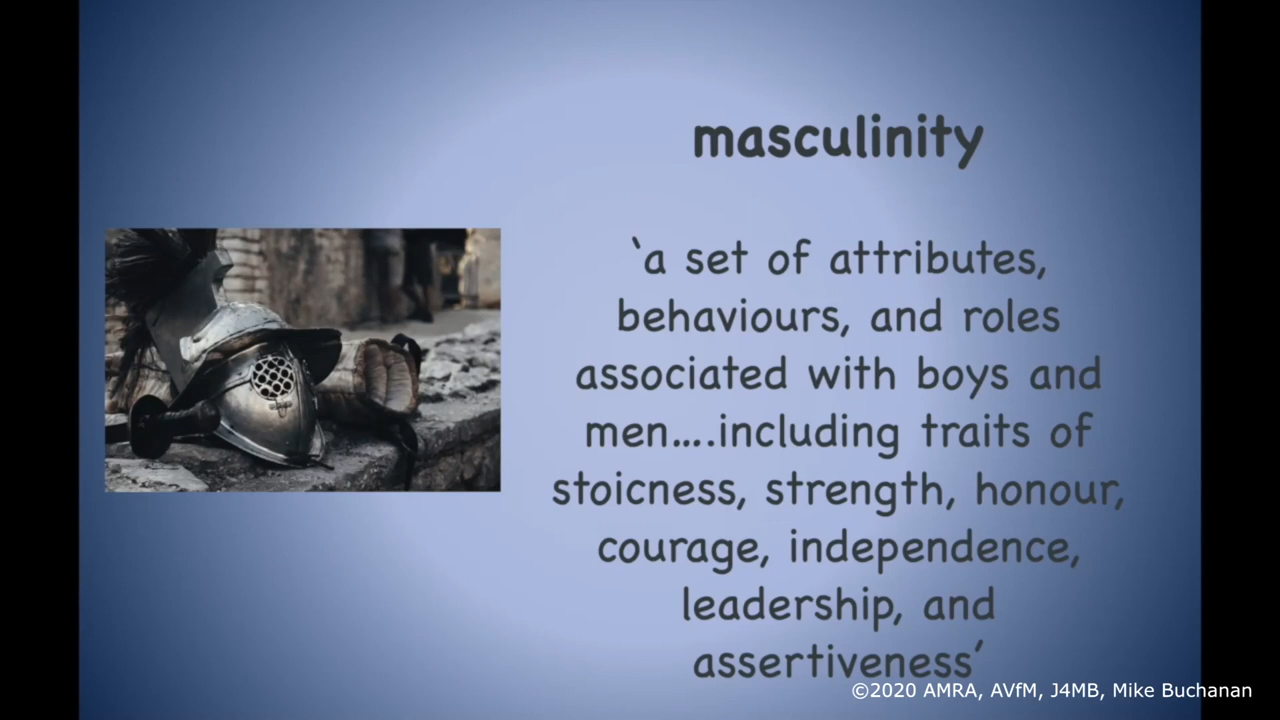 masculinity
‵a set of attributes,
behaviours, and roles
associated with boys and
men....including traits of
stoicness, strength, honour,
courage, independence,
leadership, and
assertiveness′
©2020 AMRA, AVfM, J4MB, Mike Buchanan